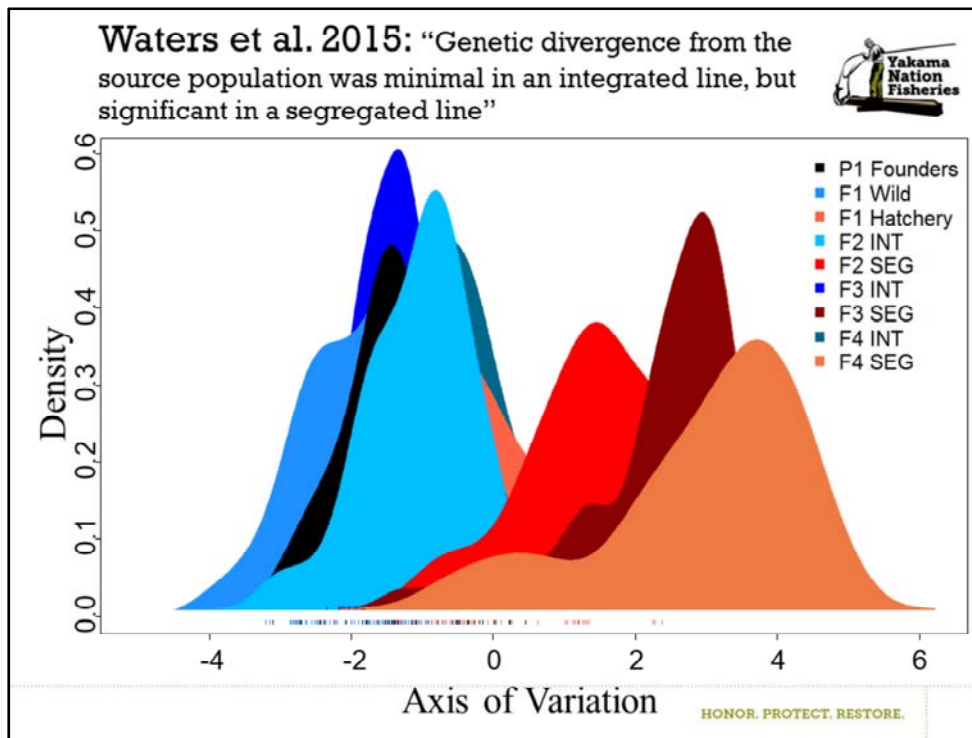 Waters et al. 2015: “Genetic divergence from the
source population was minimal in an integrated line, but
significant in a segregated line”
Yakama
Nation
Fisheries
P1 Founders
F1 Wild
F1 Hatchery
F2 INT
F2 SEG
F3 INT
F3 SEG
F4 INT
F4 SEG
Density
0.6
0.5
0.4
0.3
0.2
0.1
0.0
-4 -2 0 2 4 6
Axis of Variation
HONOR. PROTECT. RESTORE.